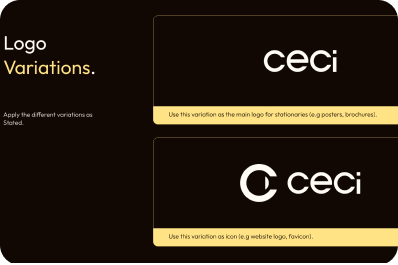 Logo
Variations.
Apply the different variations as
Stated.
ceci
Use this variation as the main logo for stationaries (e.g posters, brochures).
ceci
Use this variation as icon (e.g website logo, favicon).